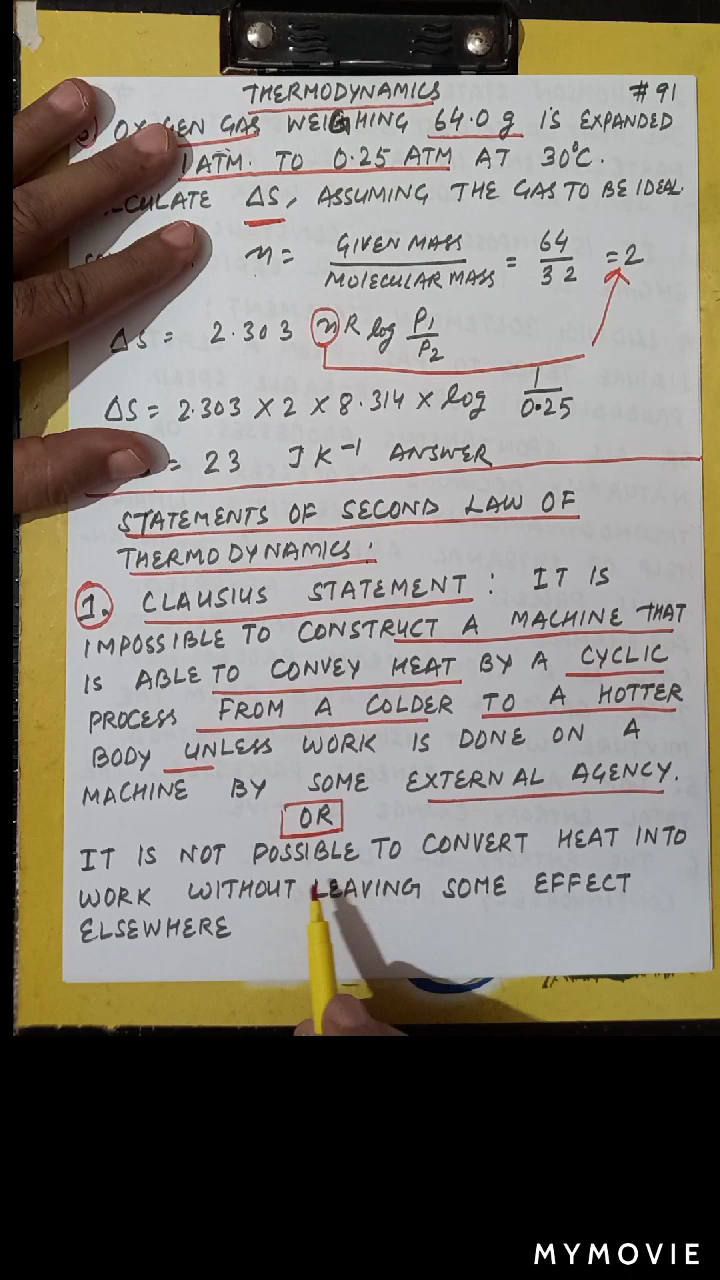 THERMODYNAMICS #91
OXYGEN GAS WEIGHING 64.0 g IS EXPANDED
1 ATM. TO 0.25 ATM AT 30°C.
ΔS, ASSUMING THE GAS TO BE IDEAL.
n = GIVEN MASS / MOLECULAR MASS = 64 / 32 = 2
ΔS = 2.303 n R log P1 / P2
ΔS = 2.303 X 2 X 8.314 X log 1 / 0.25
= 23 J K⁻¹ ANSWER
STATEMENTS OF SECOND LAW OF
THERMODYNAMICS:
1. CLAUSIUS STATEMENT: IT IS
IMPOSSIBLE TO CONSTRUCT A MACHINE THAT
IS ABLE TO CONVEY HEAT BY A CYCLIC
PROCESS FROM A COLDER TO A HOTTER
BODY UNLESS WORK IS DONE ON A
MACHINE BY SOME EXTERNAL AGENCY.
OR
IT IS NOT POSSIBLE TO CONVERT HEAT INTO
WORK WITHOUT LEAVING SOME EFFECT
ELSEWHERE
MYMOVIE